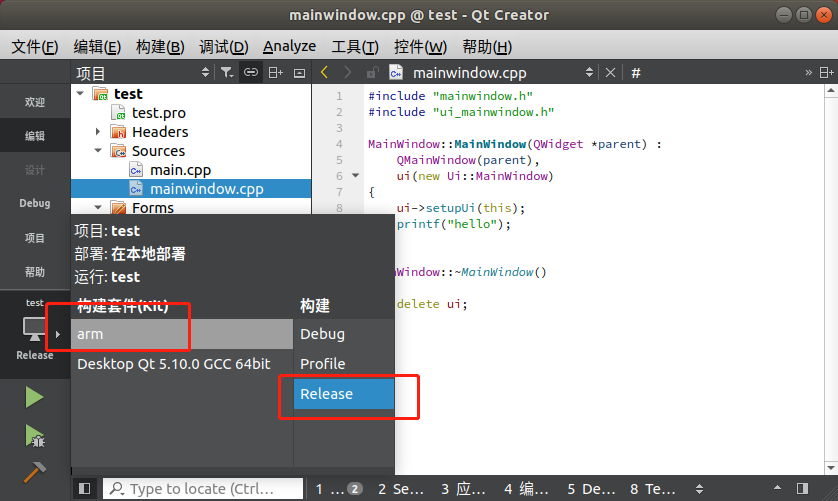 mainwindow.cpp @ test - Qt Creator
文件(F) 编辑(E) 构建(B) 调试(D) Analyze 工具(T) 控件(W) 帮助(H)
项目
mainwindow.cpp
#
»
欢迎
编辑
设计
Debug
项目
帮助
test
Release
test
test.pro
Headers
Sources
main.cpp
mainwindow.cpp
Forms
1 #include "mainwindow.h"
2 #include "ui_mainwindow.h"
3
4 MainWindow::MainWindow(QWidget *parent) :
5 QMainWindow(parent),
6 ui(new Ui::MainWindow)
7 {
8 ui->setupUi(this);
printf("hello");
nWindow::~MainWindow()
delete ui;
项目: test
部署: 在本地部署
运行: test
构建套件(Kit) 构建
arm Debug
Desktop Qt 5.10.0 GCC 64bit Profile
Release
Type to locate (Ctrl... 1 ... 2 2 Se... 3 应... 4 编... 5 De... 8 Te...